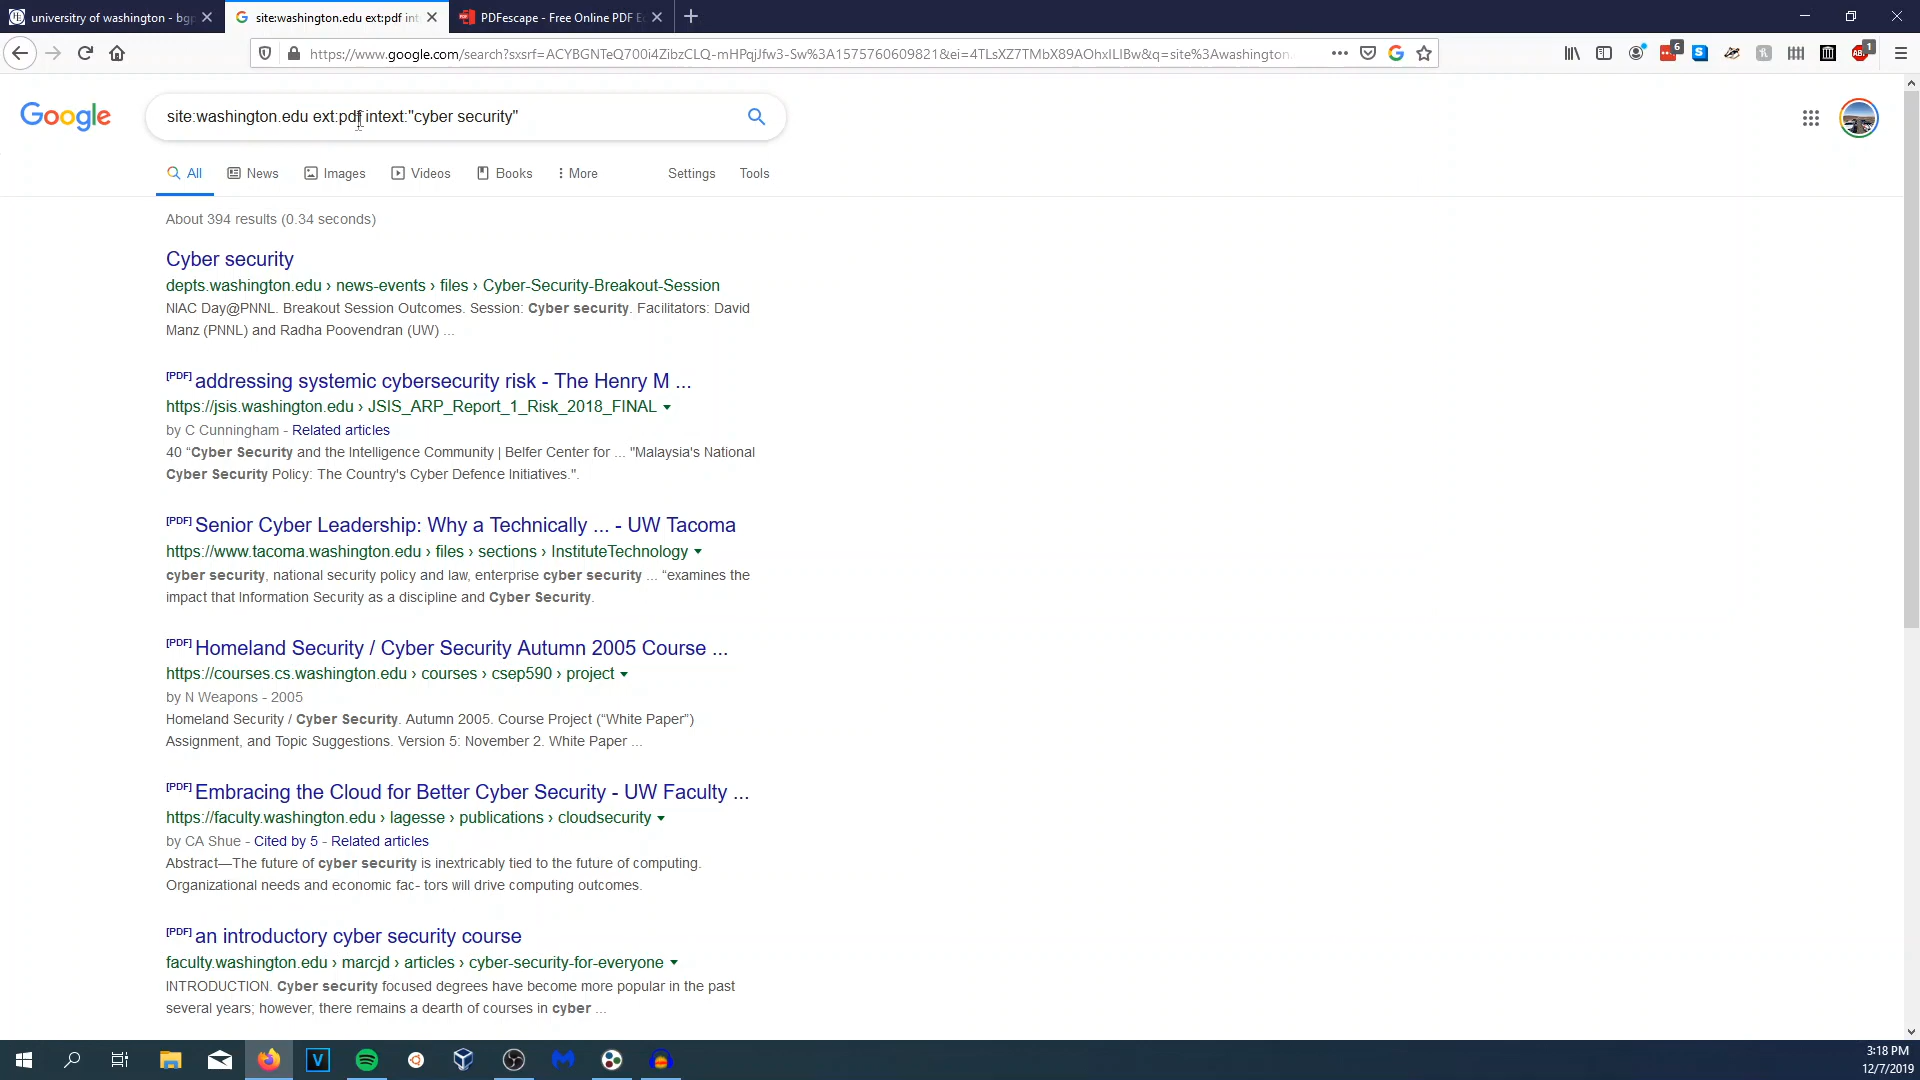 universitry of washington - bgp
site:washington.edu ext:pdf int
PDFescape - Free Online PDF E
https://www.google.com/search?sxsrf=ACYBGNTeQ700i4ZibzCLQ-mHPqjJfw3-Sw%3A1575760609821&ei=4TLsXZ7TMbX89AOhxILIBw&q=site%3Awashington.
6
1
Google
site:washington.edu ext:pdf intext:"cyber security"
All
News
Images
Videos
Books
More
Settings
Tools
About 394 results (0.34 seconds)
Cyber security
depts.washington.edu › news-events › files › Cyber-Security-Breakout-Session
NIAC Day@PNNL. Breakout Session Outcomes. Session: Cyber security. Facilitators: David
Manz (PNNL) and Radha Poovendran (UW) ...
[PDF] addressing systemic cybersecurity risk - The Henry M ...
https://jsis.washington.edu › JSIS_ARP_Report_1_Risk_2018_FINAL
by C Cunningham - Related articles
40 “Cyber Security and the Intelligence Community | Belfer Center for ... "Malaysia's National
Cyber Security Policy: The Country's Cyber Defence Initiatives.".
[PDF] Senior Cyber Leadership: Why a Technically ... - UW Tacoma
https://www.tacoma.washington.edu › files › sections › InstituteTechnology
cyber security, national security policy and law, enterprise cyber security ... “examines the
impact that Information Security as a discipline and Cyber Security.
[PDF] Homeland Security / Cyber Security Autumn 2005 Course ...
https://courses.cs.washington.edu › courses › csep590 › project
by N Weapons - 2005
Homeland Security / Cyber Security. Autumn 2005. Course Project (“White Paper”)
Assignment, and Topic Suggestions. Version 5: November 2. White Paper ...
[PDF] Embracing the Cloud for Better Cyber Security - UW Faculty ...
https://faculty.washington.edu › lagesse › publications › cloudsecurity
by CA Shue - Cited by 5 - Related articles
Abstract—The future of cyber security is inextricably tied to the future of computing.
Organizational needs and economic fac- tors will drive computing outcomes.
[PDF] an introductory cyber security course
faculty.washington.edu › marcjd › articles › cyber-security-for-everyone
INTRODUCTION. Cyber security focused degrees have become more popular in the past
several years; however, there remains a dearth of courses in cyber ...
3:18 PM
12/7/2019